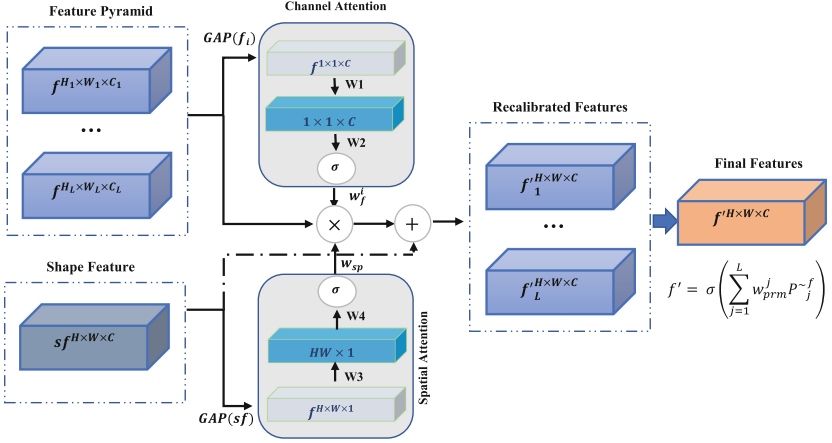 Feature Pyramid
f^{H_1×W_1×C_1}
...
f^{H_L×W_L×C_L}
Shape Feature
sf^{H×W×C}
GAP(f_i)
Channel Attention
f^{1×1×C}
W1
1 × 1 × C
W2
σ
w_f^i
×
+
w_{sp}
σ
W4
HW × 1
W3
f^{H×W×1}
GAP(sf)
Spatial Attention
Recalibrated Features
f'_1^{H×W×C}
...
f'_L^{H×W×C}
Final Features
f'^{H×W×C}
f' = σ(∑_{j=1}^{L} w_{prm}^j P_j^{~f})